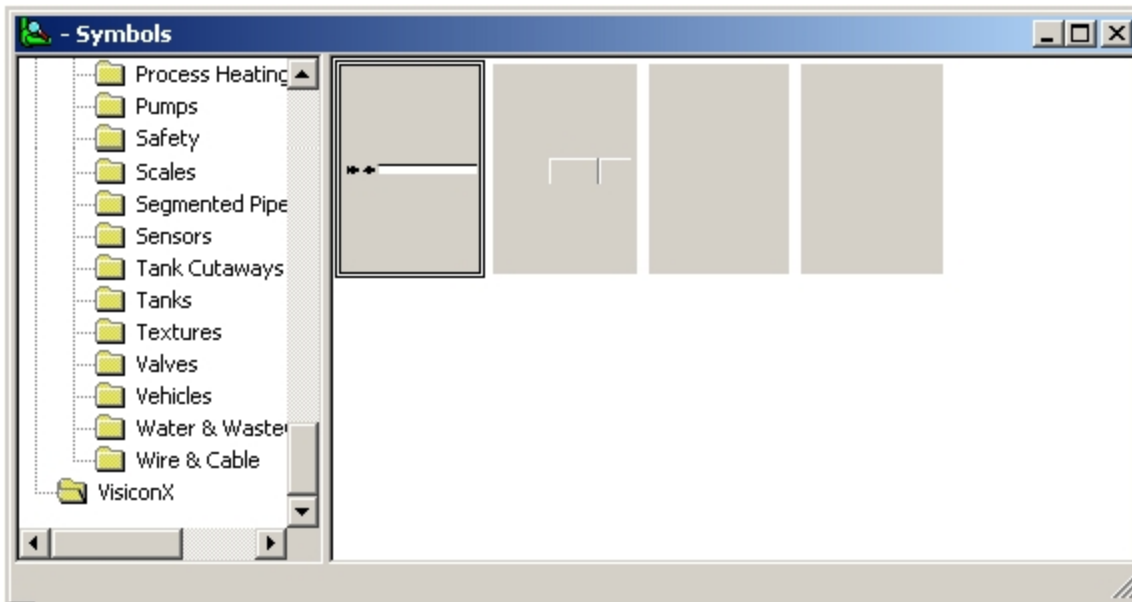 - Symbols
Process Heating
Pumps
Safety
Scales
Segmented Pipe
Sensors
Tank Cutaways
Tanks
Textures
Valves
Vehicles
Water & Waste
Wire & Cable
VisiconX